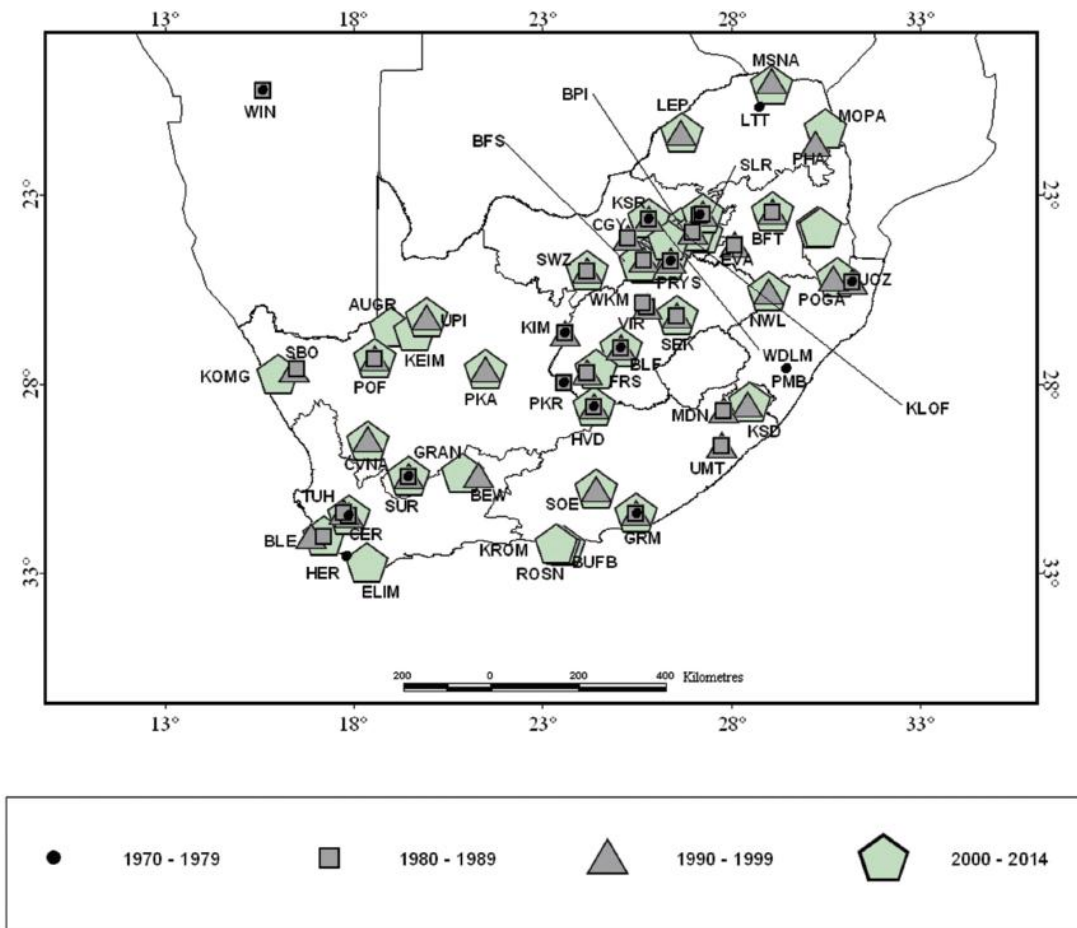 13° 18° 23° 28° 33°
MSNA
BPI
LEP
LTT
MOPA
WIN
BFS
PHA
SLR
23° 23°
KSR
CGY
BFT
EVA
SWZ
PRYS
JOZ
POGA
WKM
NWL
AUGR
UPI
VIR
KIM
SEK
KEIM
SBO
BLF
WDLM
KOMG
POF
FRS
PMB
28° 28°
PKA
PKR
MDN
KLOF
KSD
HVD
UMT
CVNA
GRAN
BEW
SOE
TUH
SUR
CER
GRM
BLE
KROM
BUFB
HER
ROSN
33° 33°
ELIM
200 0 200 400 Kilometres
13° 18° 23° 28° 33°
1970 - 1979 1980 - 1989 1990 - 1999 2000 - 2014